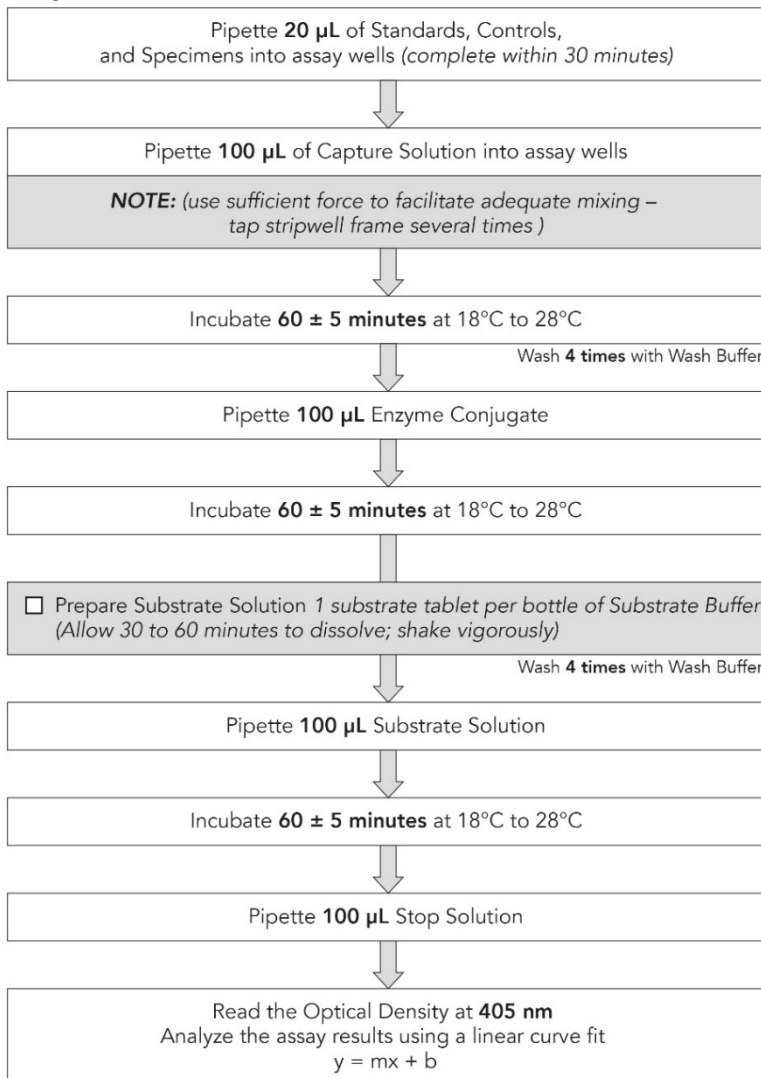 Pipette 20 µL of Standards, Controls,
and Specimens into assay wells (complete within 30 minutes)
Pipette 100 µL of Capture Solution into assay wells
NOTE: (use sufficient force to facilitate adequate mixing –
tap stripwell frame several times )
Incubate 60 ± 5 minutes at 18°C to 28°C
Wash 4 times with Wash Buffer
Pipette 100 µL Enzyme Conjugate
Incubate 60 ± 5 minutes at 18°C to 28°C
☐ Prepare Substrate Solution 1 substrate tablet per bottle of Substrate Buffer
(Allow 30 to 60 minutes to dissolve; shake vigorously)
Wash 4 times with Wash Buffer
Pipette 100 µL Substrate Solution
Incubate 60 ± 5 minutes at 18°C to 28°C
Pipette 100 µL Stop Solution
Read the Optical Density at 405 nm
Analyze the assay results using a linear curve fit
y = mx + b